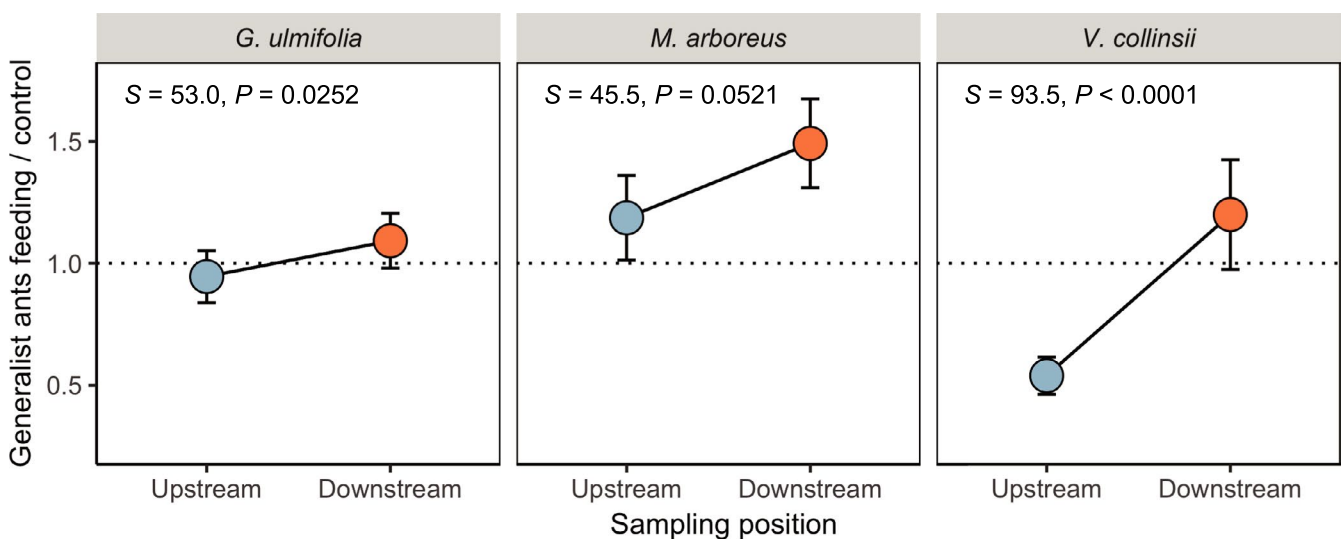 G. ulmifolia
M. arboreus
V. collinsii
S = 53.0, P = 0.0252
S = 45.5, P = 0.0521
S = 93.5, P < 0.0001
Generalist ants feeding / control
1.5
1.0
0.5
Upstream Downstream
Upstream Downstream
Upstream Downstream
Sampling position